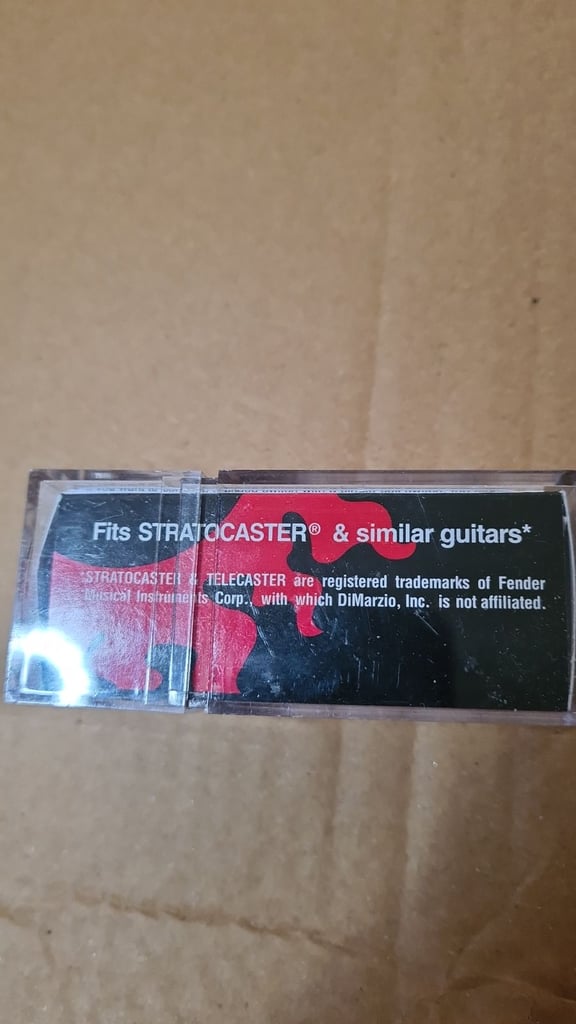 Fits STRATOCASTER® & similar guitars*
*STRATOCASTER & TELECASTER are registered trademarks of Fender
Musical Instruments Corp., with which DiMarzio, Inc. is not affiliated.